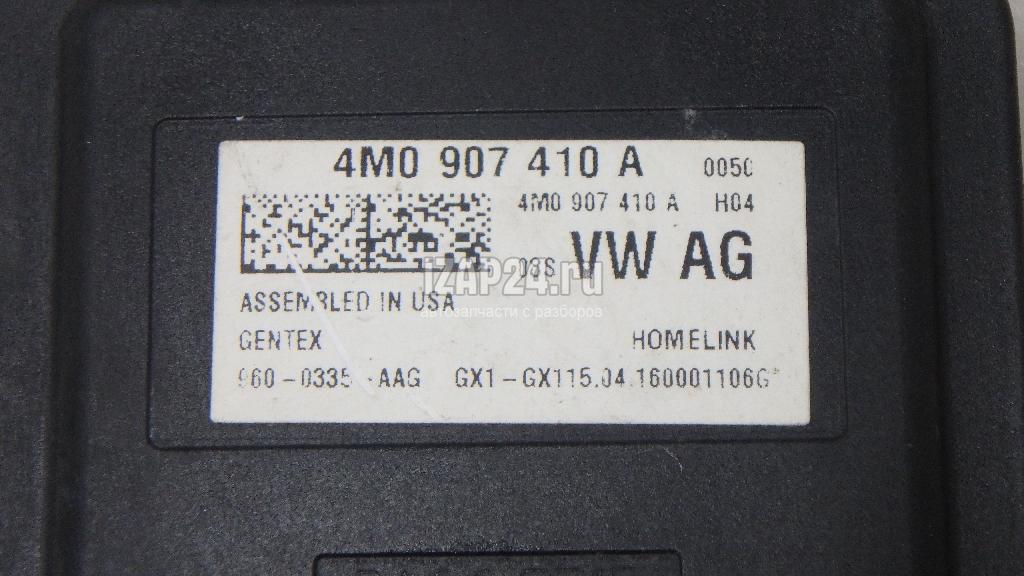 4M0 907 410 A 0050
4M0 907 410 A H04
VW AG
iZAP24.ru
ASSEMBLED IN USA
автозапчасти с разборов
GENTEX HOMELINK
960-0335 -AAG GX1-GX115.04.160001106G*